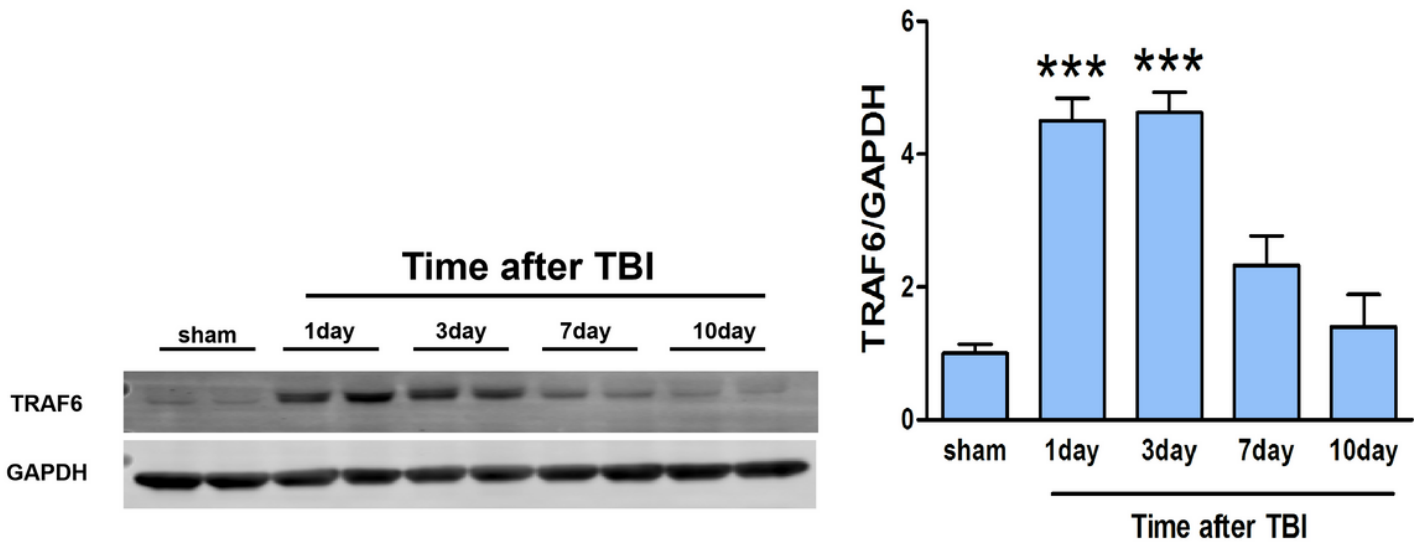 Time after TBI
sham 1day 3day 7day 10day
TRAF6
GAPDH
TRAF6/GAPDH
6
4
2
0
*** ***
sham 1day 3day 7day 10day
Time after TBI